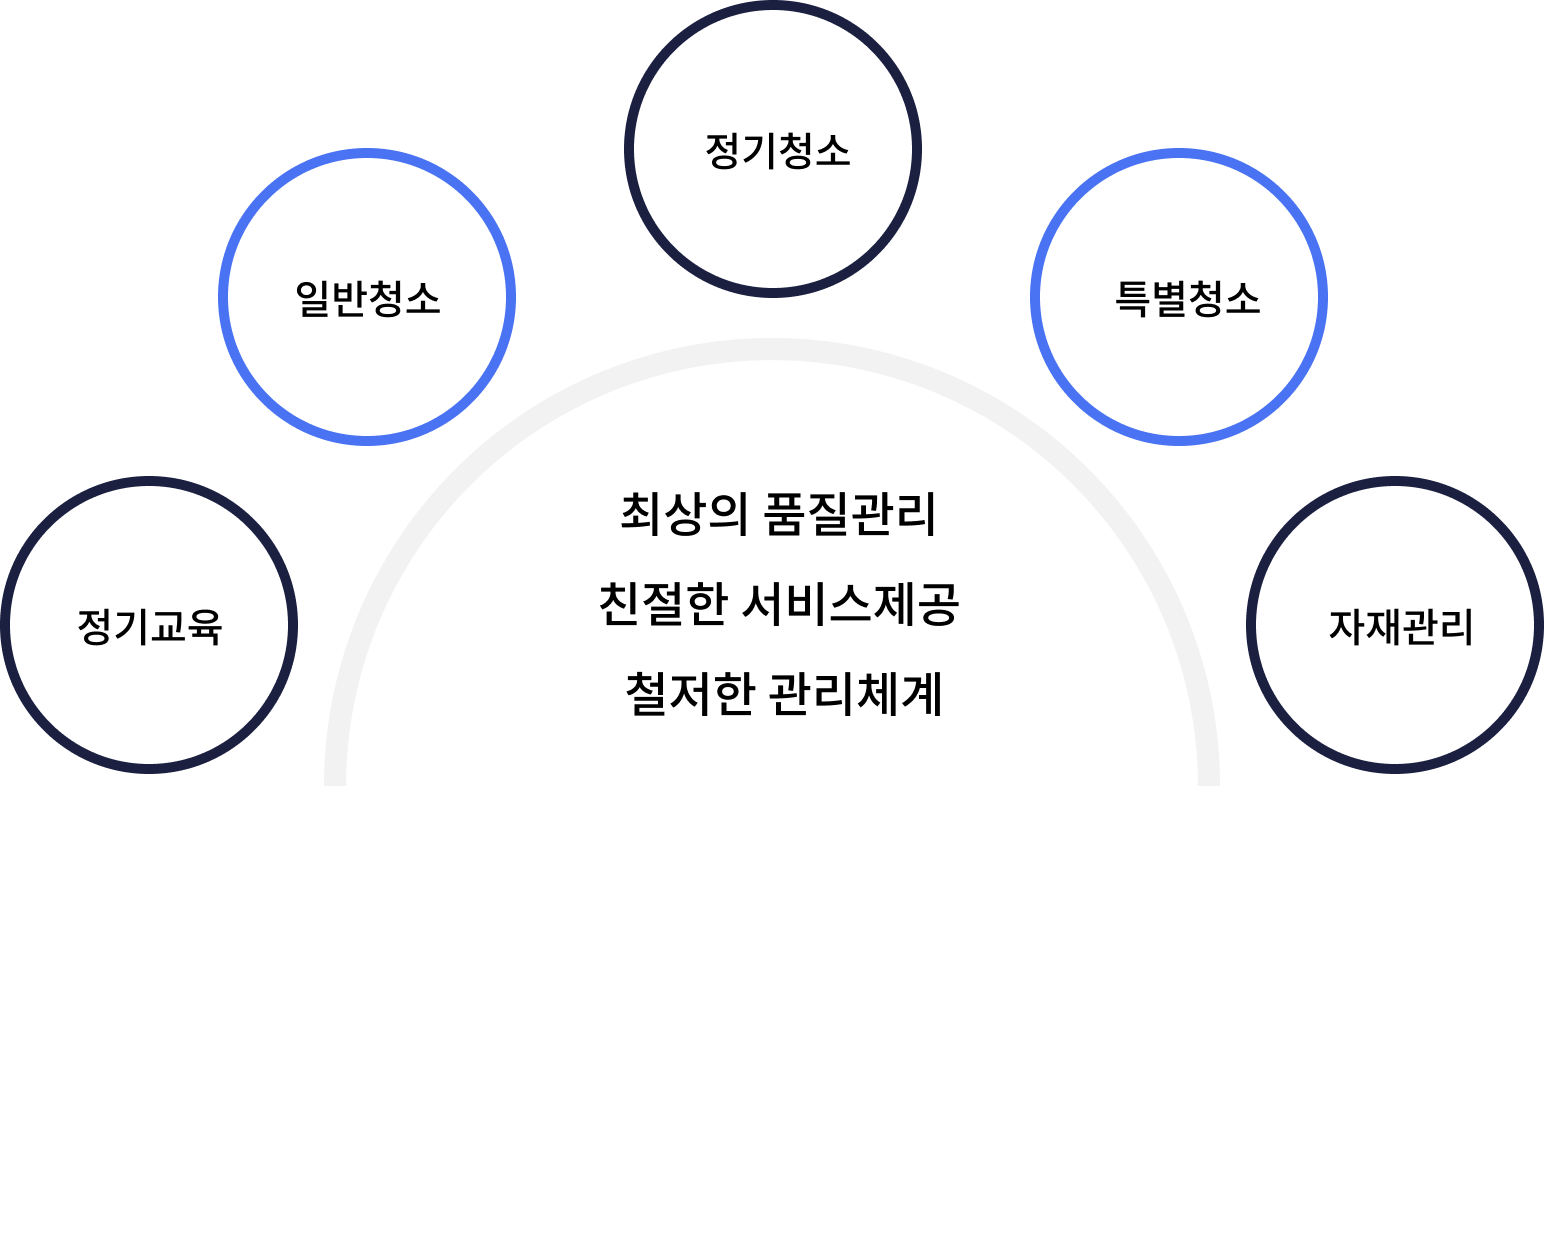 정기청소
일반청소
특별청소
최상의 품질관리
친절한 서비스제공
철저한 관리체계
정기교육
자재관리